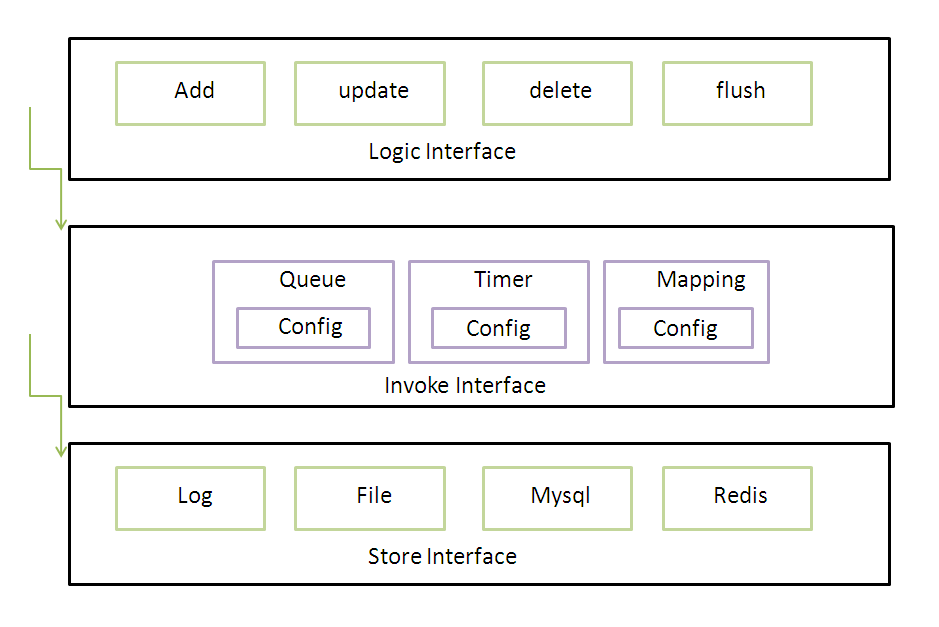 Add update delete flush
Logic Interface
Queue Timer Mapping
Config Config Config
Invoke Interface
Log File Mysql Redis
Store Interface